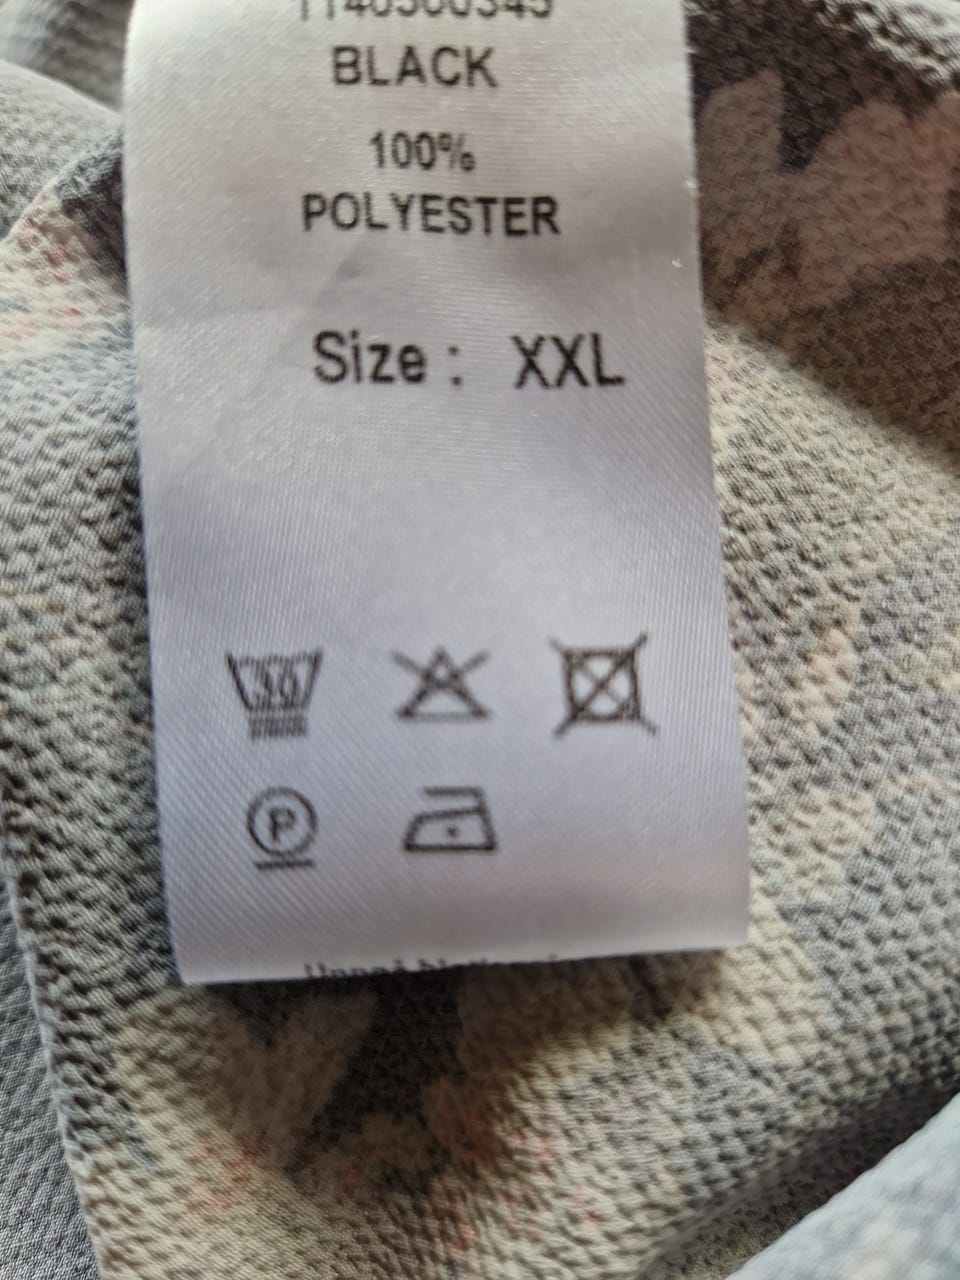 BLACK
100%
POLYESTER
Size : XXL
30
P